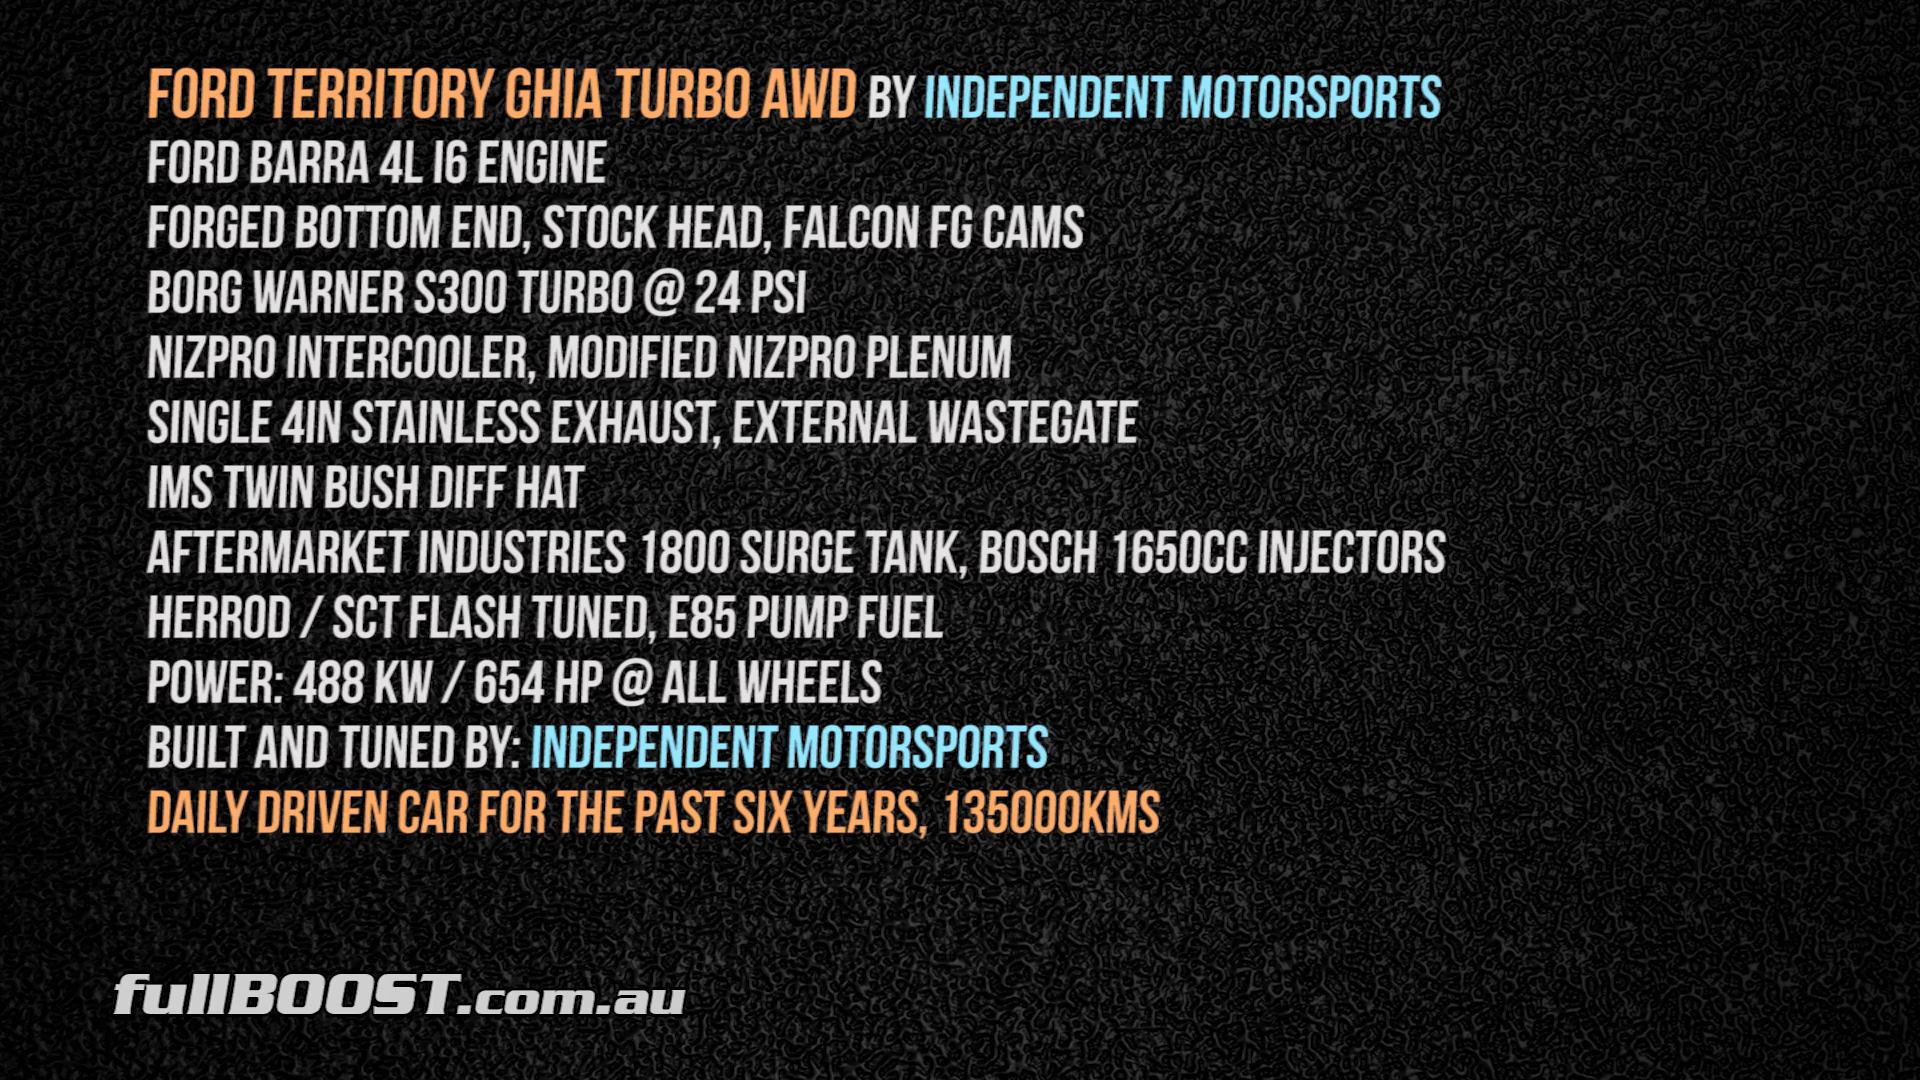 FORD TERRITORY GHIA TURBO AWD BY INDEPENDENT MOTORSPORTS
FORD BARRA 4L I6 ENGINE
FORGED BOTTOM END, STOCK HEAD, FALCON FG CAMS
BORG WARNER S300 TURBO @ 24 PSI
NIZPRO INTERCOOLER, MODIFIED NIZPRO PLENUM
SINGLE 4IN STAINLESS EXHAUST, EXTERNAL WASTEGATE
IMS TWIN BUSH DIFF HAT
AFTERMARKET INDUSTRIES 1800 SURGE TANK, BOSCH 1650CC INJECTORS
HERROD / SCT FLASH TUNED, E85 PUMP FUEL
POWER: 488 KW / 654 HP @ ALL WHEELS
BUILT AND TUNED BY: INDEPENDENT MOTORSPORTS
DAILY DRIVEN CAR FOR THE PAST SIX YEARS, 135000KMS
fullBOOST.com.au